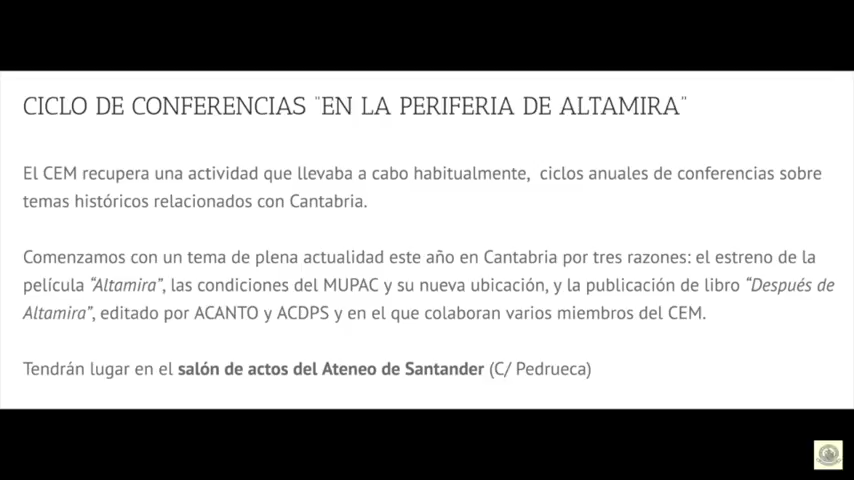 CICLO DE CONFERENCIAS "EN LA PERIFERIA DE ALTAMIRA"
El CEM recupera una actividad que llevaba a cabo habitualmente, ciclos anuales de conferencias sobre
temas históricos relacionados con Cantabria.
Comenzamos con un tema de plena actualidad este año en Cantabria por tres razones: el estreno de la
película “Altamira”, las condiciones del MUPAC y su nueva ubicación, y la publicación de libro “Después de
Altamira”, editado por ACANTO y ACDPS y en el que colaboran varios miembros del CEM.
Tendrán lugar en el salón de actos del Ateneo de Santander (C/ Pedrueca)